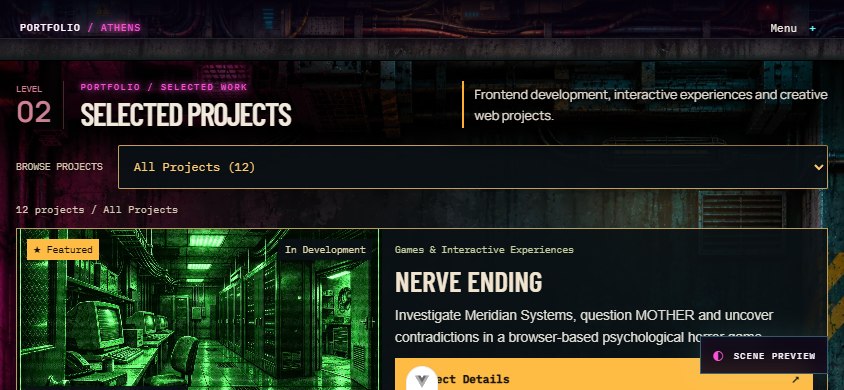 PORTFOLIO / ATHENS
Menu +
LEVEL
02
PORTFOLIO / SELECTED WORK
SELECTED PROJECTS
Frontend development, interactive experiences and creative
web projects.
BROWSE PROJECTS
All Projects (12)
12 projects / All Projects
★ Featured
In Development
Games & Interactive Experiences
NERVE ENDING
Investigate Meridian Systems, question MOTHER and uncover
contradictions in a browser-based psychological horror game.
SCENE PREVIEW
Details ↗